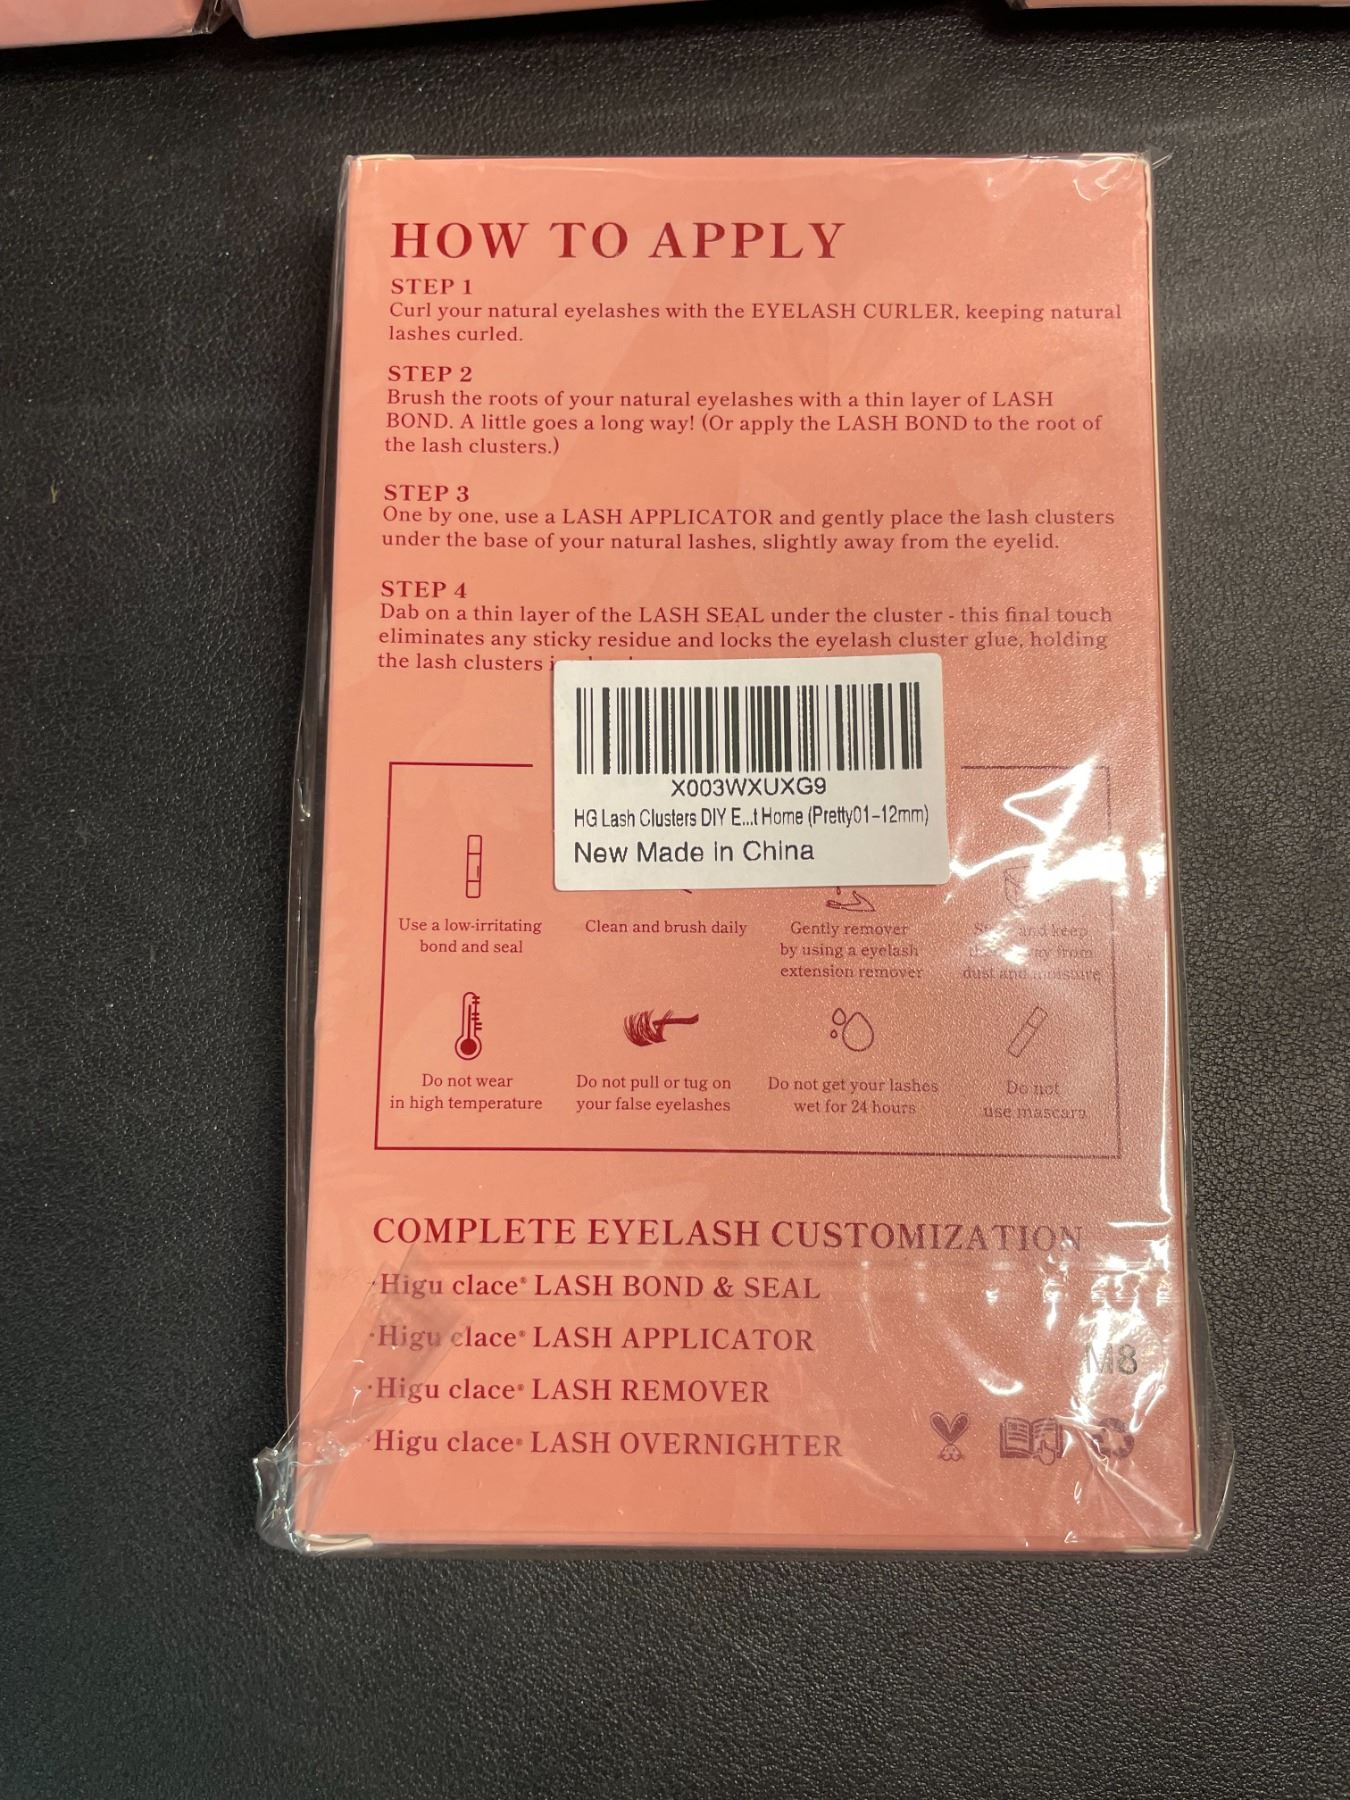 HOW TO APPLY
STEP 1
Curl your natural eyelashes with the EYELASH CURLER, keeping natural
lashes curled.
STEP 2
Brush the roots of your natural eyelashes with a thin layer of LASH
BOND. A little goes a long way! (Or apply the LASH BOND to the root of
the lash clusters.)
STEP 3
One by one, use a LASH APPLICATOR and gently place the lash clusters
under the base of your natural lashes, slightly away from the eyelid.
STEP 4
Dab on a thin layer of the LASH SEAL under the cluster - this final touch
eliminates any sticky residue and locks the eyelash cluster glue, holding
the lash clusters
X003WXUXG9
HG Lash Clusters DIY E...t Home (Pretty01-12mm)
New Made in China
Use a low-irritating
bond and seal
Clean and brush daily
Gently remover
by using a eyelash
extension remover
and keep
from
dust and moisture
Do not wear
in high temperature
Do not pull or tug on
your false eyelashes
Do not get your lashes
wet for 24 hours
Do not
use mascara
COMPLETE EYELASH CUSTOMIZATION
·Higu clace® LASH BOND & SEAL
·Higu clace® LASH APPLICATOR
·Higu clace® LASH REMOVER
·Higu clace® LASH OVERNIGHTER
M8